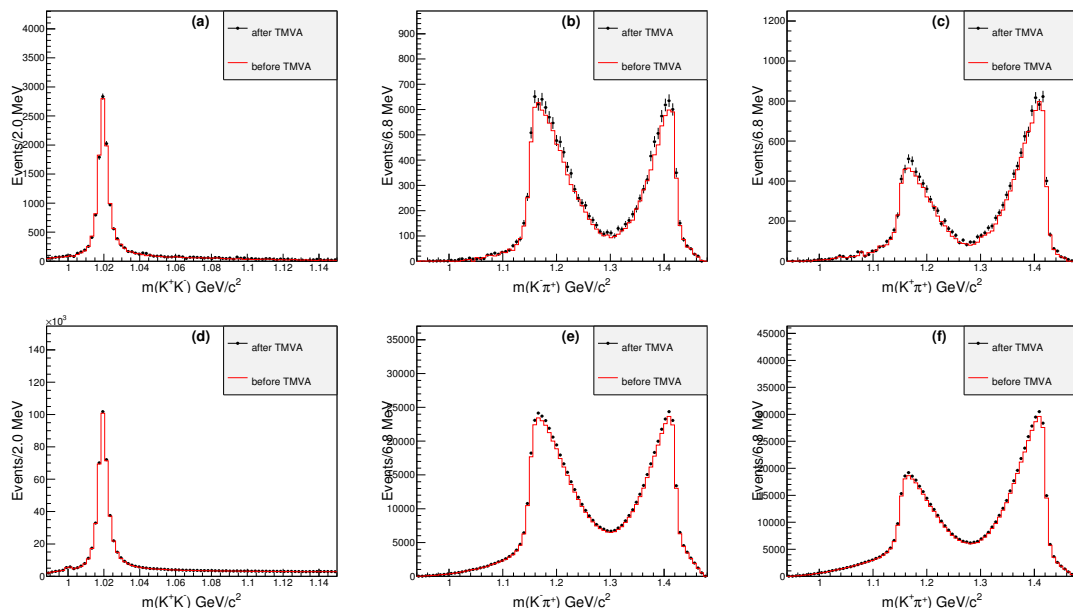 (a)
after TMVA
before TMVA
Events/2.0 MeV
4000
3500
3000
2500
2000
1500
1000
500
0
1 1.02 1.04 1.06 1.08 1.1 1.12 1.14
m(K⁺K⁻) GeV/c²
(b)
after TMVA
before TMVA
Events/6.8 MeV
900
800
700
600
500
400
300
200
100
0
1 1.1 1.2 1.3 1.4
m(K⁻π⁺) GeV/c²
(c)
after TMVA
before TMVA
Events/6.8 MeV
1200
1000
800
600
400
200
0
1 1.1 1.2 1.3 1.4
m(K⁺π⁺) GeV/c²
×10³
(d)
after TMVA
before TMVA
Events/2.0 MeV
140
120
100
80
60
40
20
0
1 1.02 1.04 1.06 1.08 1.1 1.12 1.14
m(K⁺K⁻) GeV/c²
(e)
after TMVA
before TMVA
Events/6.8 MeV
35000
30000
25000
20000
15000
10000
5000
0
1 1.1 1.2 1.3 1.4
m(K⁻π⁺) GeV/c²
(f)
after TMVA
before TMVA
Events/6.8 MeV
45000
40000
35000
30000
25000
20000
15000
10000
5000
0
1 1.1 1.2 1.3 1.4
m(K⁺π⁺) GeV/c²